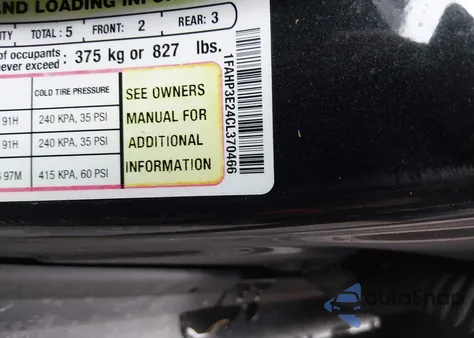 AND LOADING INFOR
ITY TOTAL : 5 FRONT: 2 REAR: 3
of occupants. 375 kg or 827 lbs.
never exceed :
COLD TIRE PRESSURE
91H 240 KPA, 35 PSI
91H 240 KPA, 35 PSI
97M 415 KPA, 60 PSI
SEE OWNERS
MANUAL FOR
ADDITIONAL
INFORMATION
1FAHP3E24CL370466
autoSnap